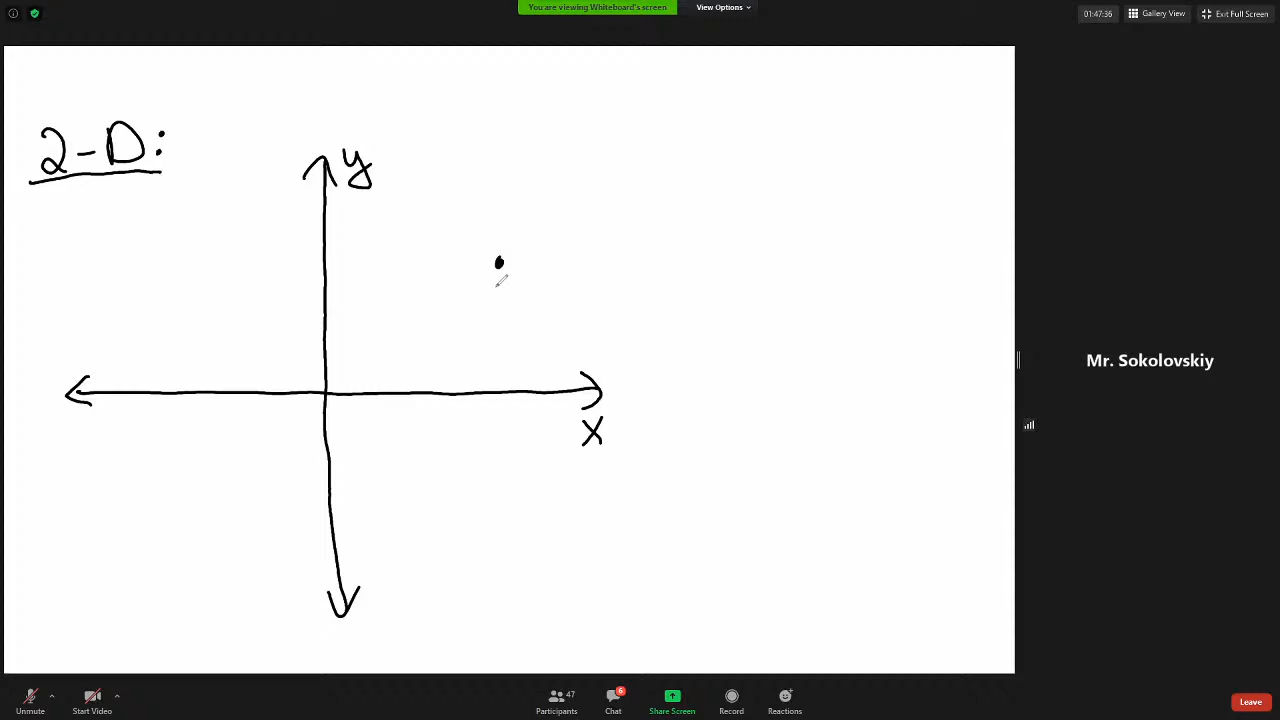 You are viewing Whiteboard's screen
View Options
01:47:36
Gallery View
Exit Full Screen
2-D:
y
x
Mr. Sokolovskiy
Unmute
Start Video
47
Participants
6
Chat
Share Screen
Record
Reactions
Leave